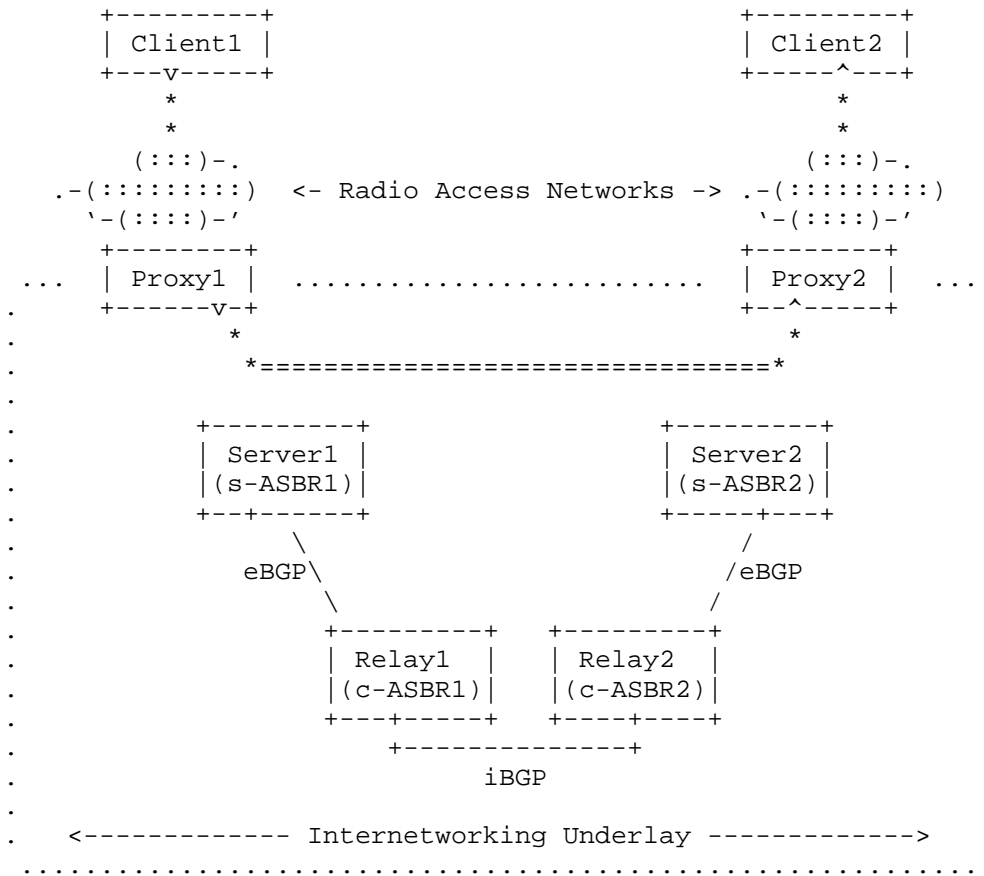 Client1 Client2
<- Radio Access Networks ->
Proxy1 Proxy2
Server1 Server2
(s-ASBR1) (s-ASBR2)
eBGP eBGP
Relay1 Relay2
(c-ASBR1) (c-ASBR2)
iBGP
<------------- Internetworking Underlay ------------->